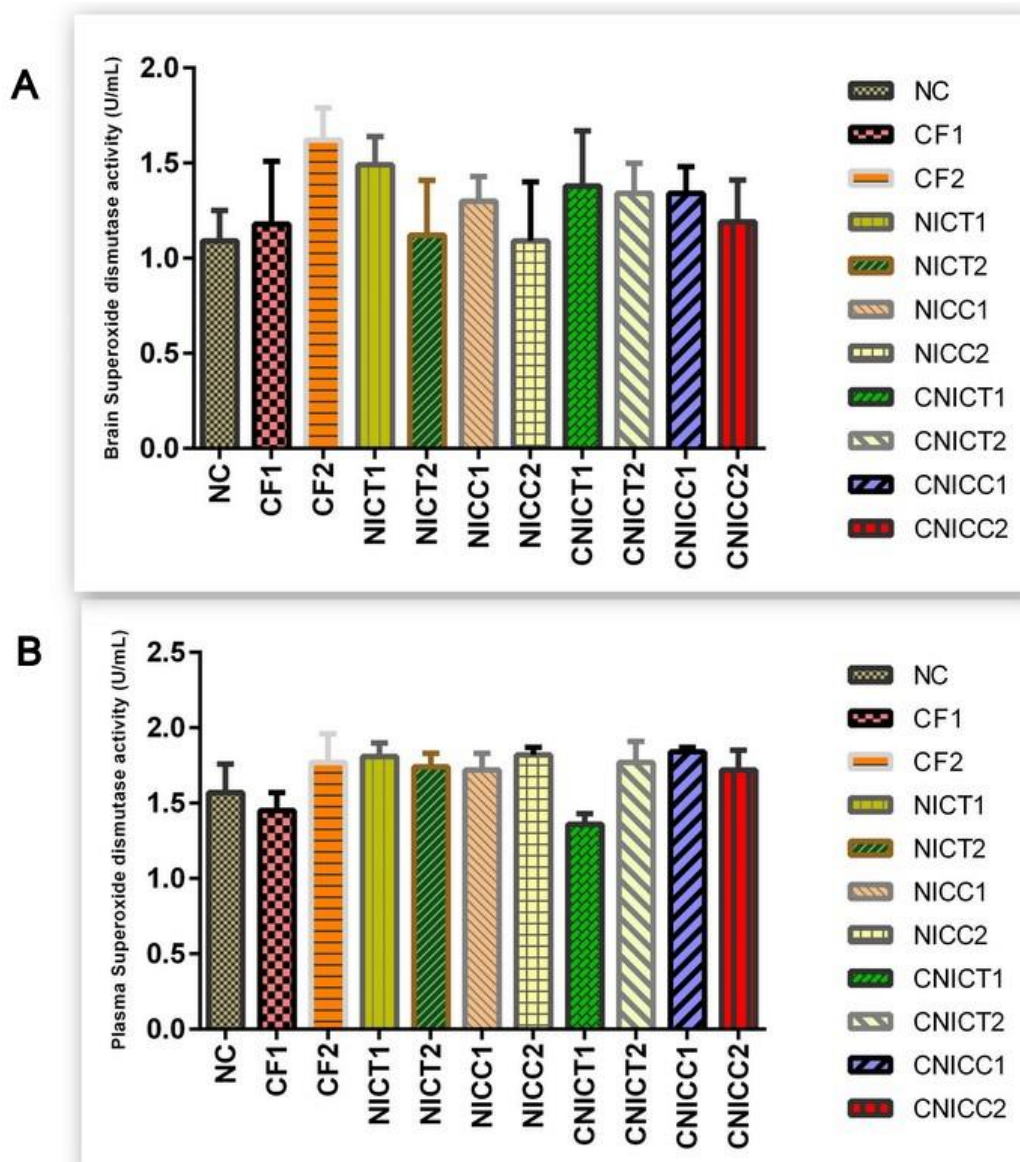 A
Brain Superoxide dismutase activity (U/mL)
2.0
1.5
1.0
0.5
0.0
NC
CF1
CF2
NICT1
NICT2
NICC1
NICC2
CNICT1
CNICT2
CNICC1
CNICC2
NC
CF1
CF2
NICT1
NICT2
NICC1
NICC2
CNICT1
CNICT2
CNICC1
CNICC2
B
Plasma Superoxide dismutase activity (U/mL)
2.5
2.0
1.5
1.0
0.5
0.0
NC
CF1
CF2
NICT1
NICT2
NICC1
NICC2
CNICT1
CNICT2
CNICC1
CNICC2
NC
CF1
CF2
NICT1
NICT2
NICC1
NICC2
CNICT1
CNICT2
CNICC1
CNICC2